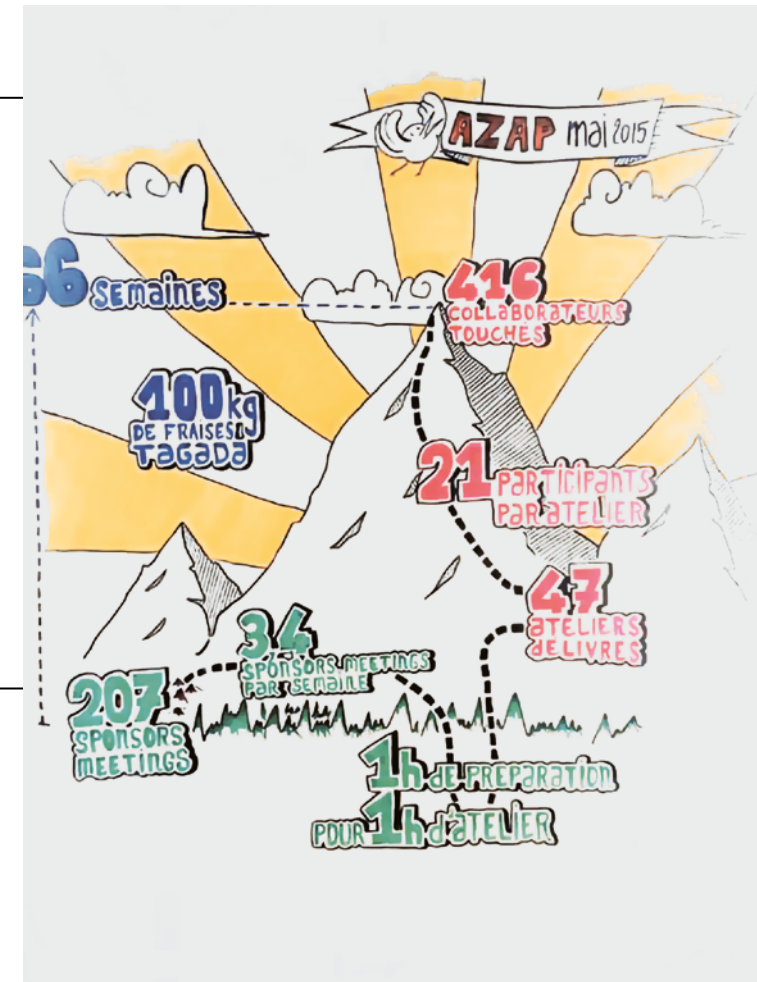 AZAP mai 2015
66 semaines
416
COLLABORATEURS
TOUCHÉS
100kg
DE FRAISES
TAGADA
21 PARTICIPANTS
PAR ATELIER
47
ATELIERS
DELIVRES
3,4
SPONSORS MEETINGS
PAR SEMAINE
207
SPONSORS
MEETINGS
1h de PREPARATION
POUR 1h d'ATELIER